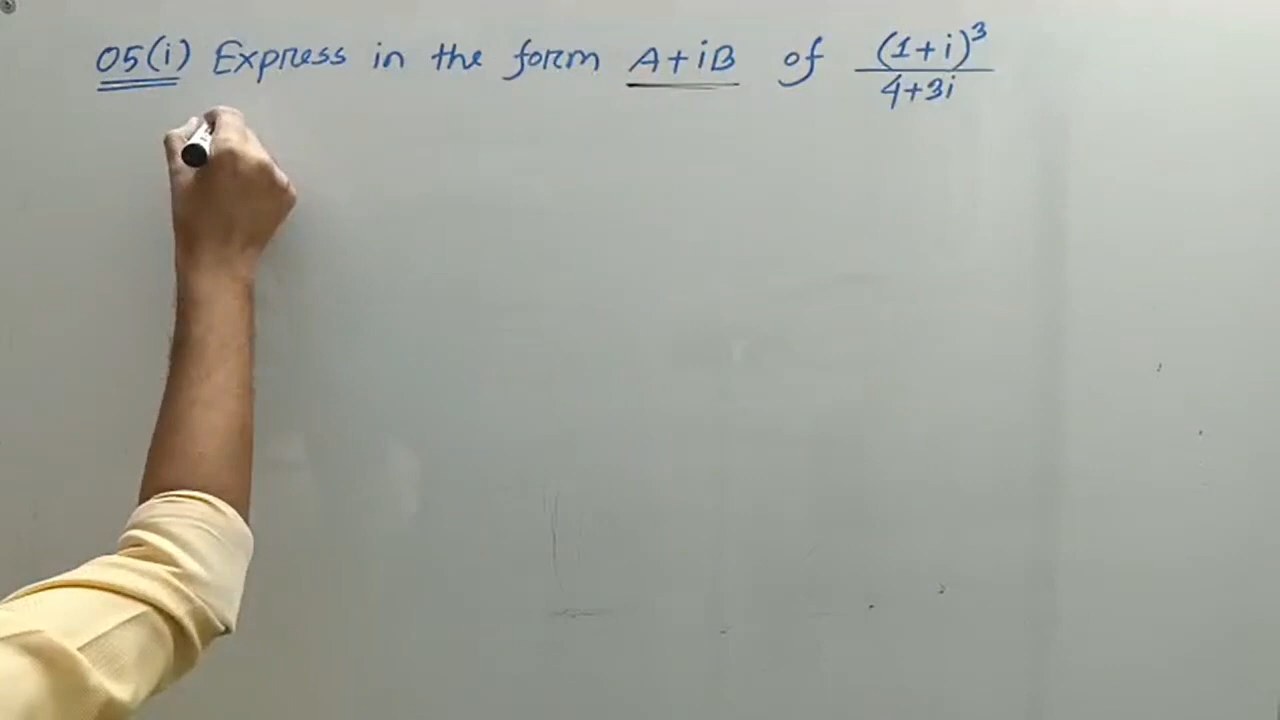 05(i) Express in the form A+iB of (1+i)³/4+3i